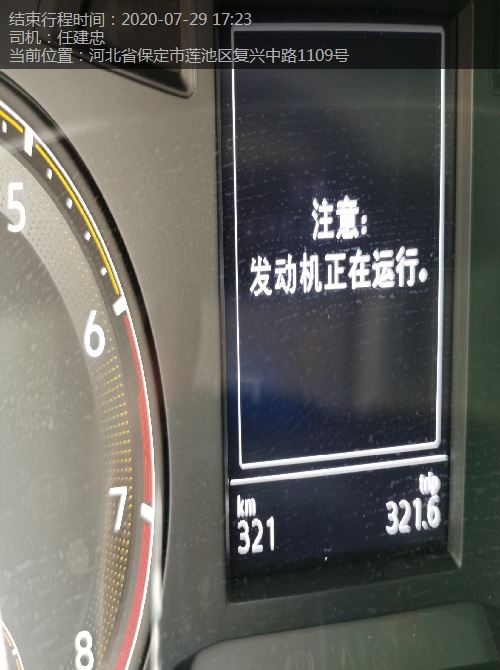 结束行程时间：2020-07-29 17:23
司机：任建忠
当前位置：河北省保定市莲池区复兴中路1109号
5
注意：
发动机正在运行。
6
7
km
trip
321
321.6
8